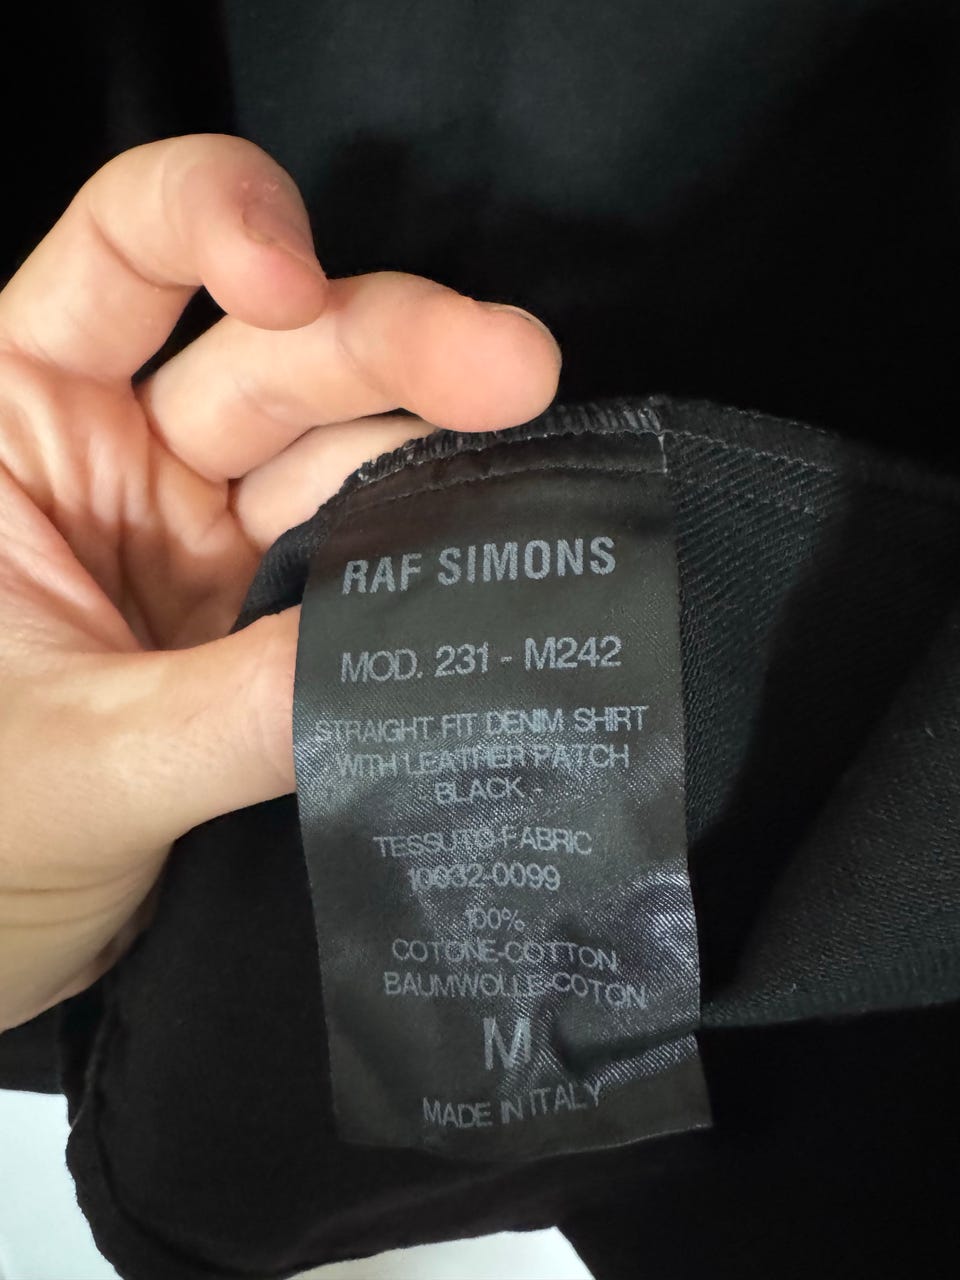 RAF SIMONS
MOD. 231 - M242
STRAIGHT FIT DENIM SHIRT
WITH LEATHER PATCH
BLACK -
TESSUTO-FABRIC
10032-0099
100%
COTONE-COTTON
BAUMWOLLE-COTON
M
MADE IN ITALY